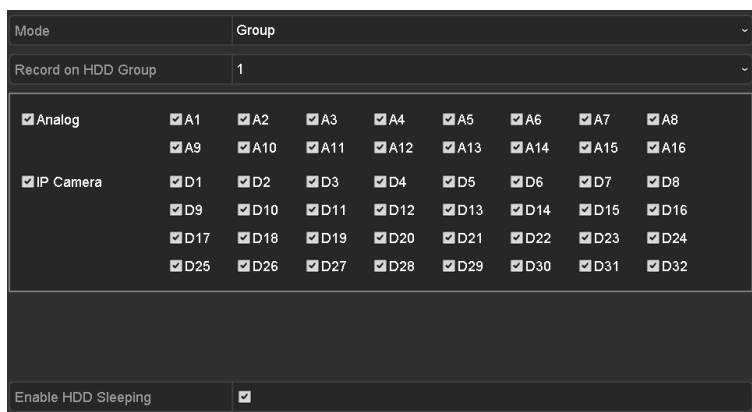 Mode Group
Record on HDD Group 1
Analog A1 A2 A3 A4 A5 A6 A7 A8
A9 A10 A11 A12 A13 A14 A15 A16
IP Camera D1 D2 D3 D4 D5 D6 D7 D8
D9 D10 D11 D12 D13 D14 D15 D16
D17 D18 D19 D20 D21 D22 D23 D24
D25 D26 D27 D28 D29 D30 D31 D32
Enable HDD Sleeping